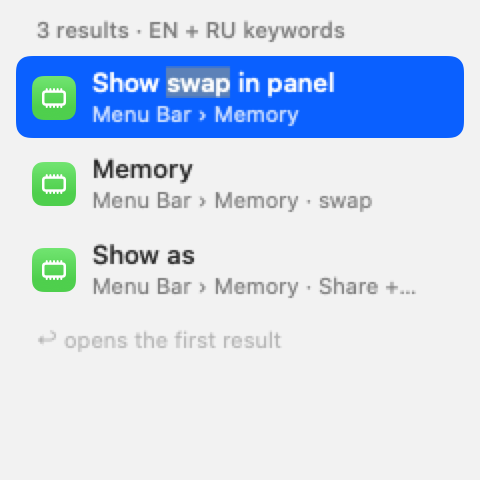 3 results · EN + RU keywords
Show swap in panel
Menu Bar › Memory
Memory
Menu Bar › Memory · swap
Show as
Menu Bar › Memory · Share +...
↩ opens the first result